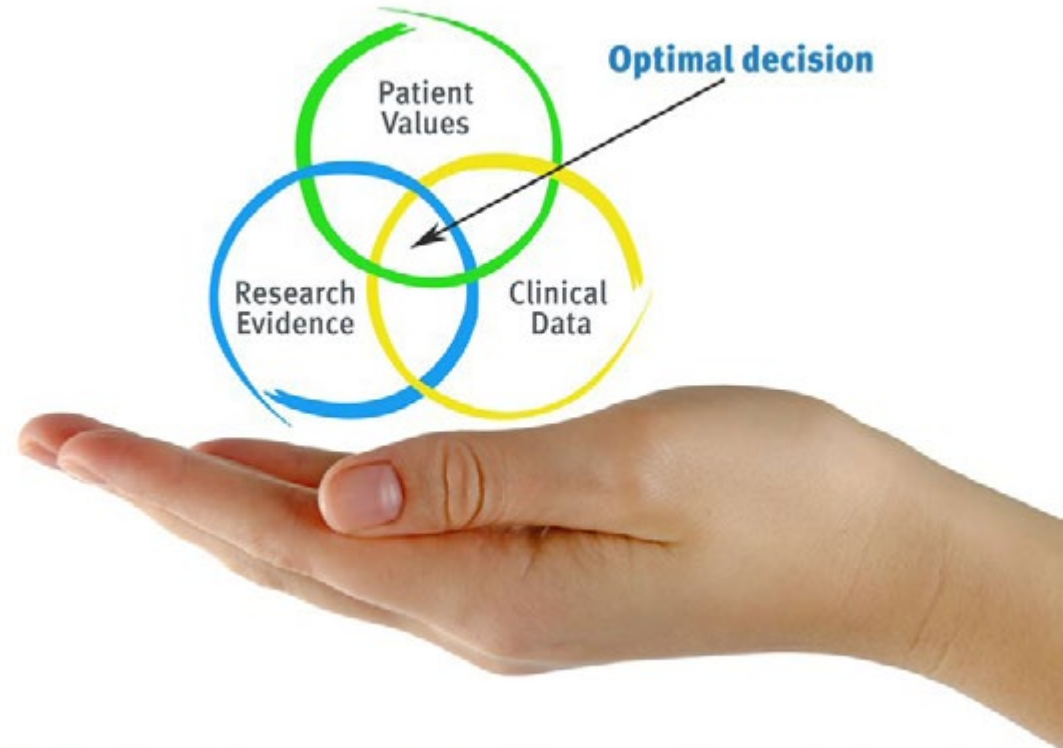 Optimal decision
Patient
Values
Research
Evidence
Clinical
Data